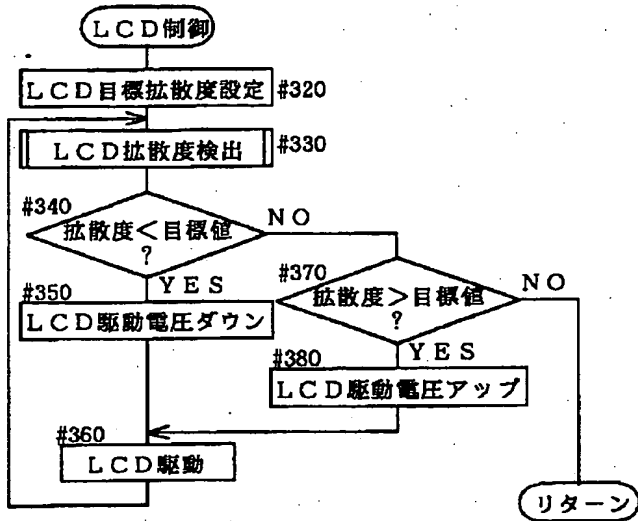 LCD制御
LCD目標拡散度設定 #320
LCD拡散度検出 #330
#340
拡散度<目標値
?
NO
YES
#350
LCD駆動電圧ダウン
#370
拡散度>目標値
?
NO
YES
#380
LCD駆動電圧アップ
#360
LCD駆動
リターン